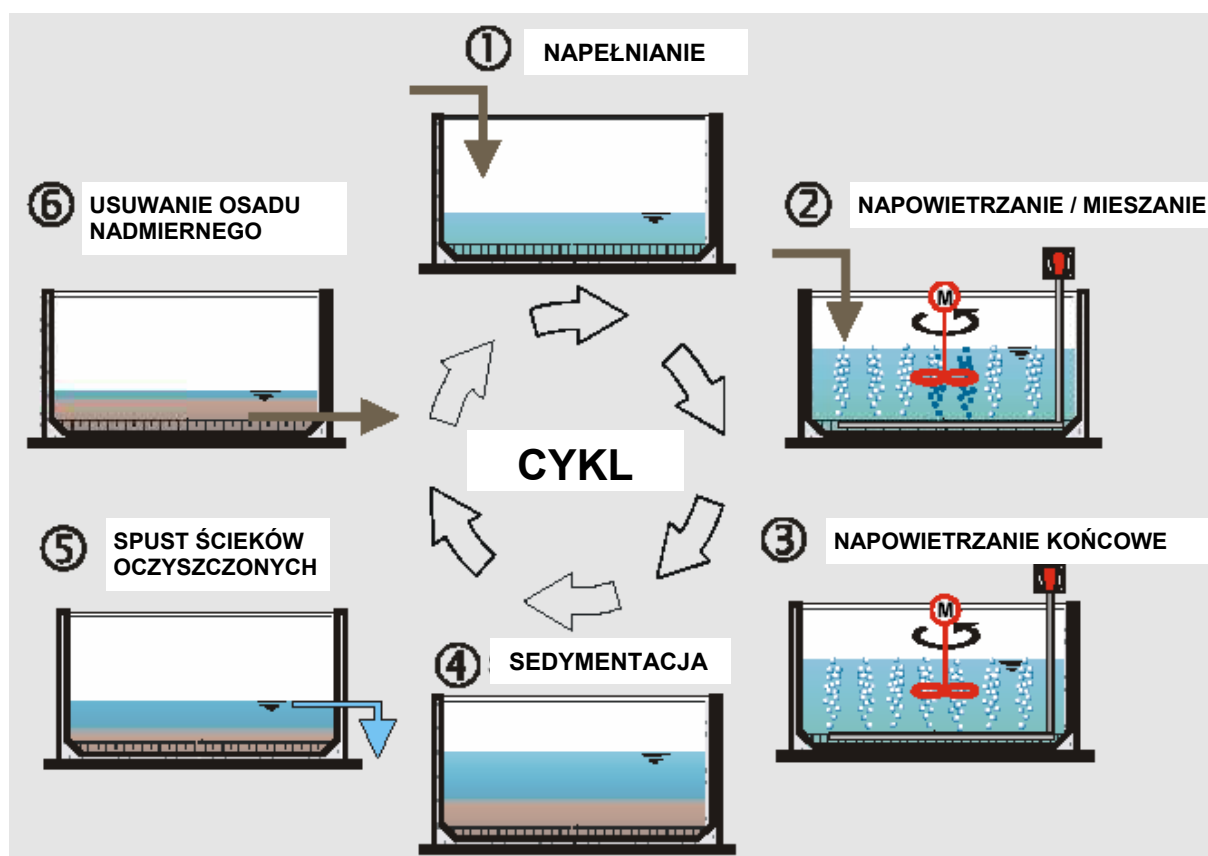 ① NAPEŁNIANIE
② NAPOWIETRZANIE / MIESZANIE
M
③ NAPOWIETRZANIE KOŃCOWE
M
④ SEDYMENTACJA
⑤ SPUST ŚCIEKÓW
OCZYSZCZONYCH
⑥ USUWANIE OSADU
NADMIERNEGO
CYKL